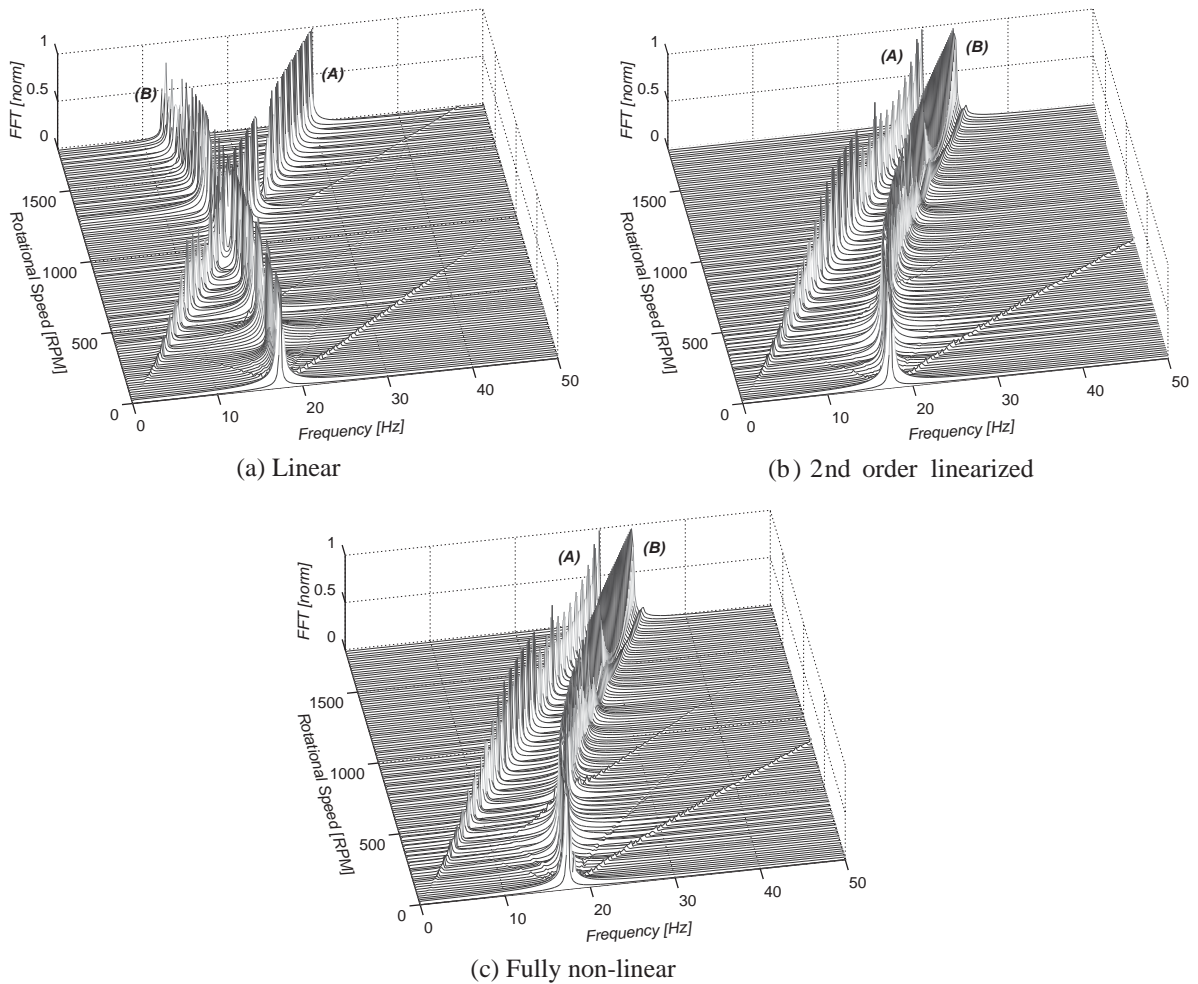 1
0.5
0
FFT [norm]
(B)
(A)
1500
1000
500
0
Rotational Speed [RPM]
0
10
20
30
40
50
Frequency [Hz]
(a) Linear
1
0.5
0
FFT [norm]
(A)
(B)
1500
1000
500
0
Rotational Speed [RPM]
0
10
20
30
40
50
Frequency [Hz]
(b) 2nd order linearized
1
0.5
0
FFT [norm]
(A)
(B)
1500
1000
500
0
Rotational Speed [RPM]
0
10
20
30
40
50
Frequency [Hz]
(c) Fully non-linear